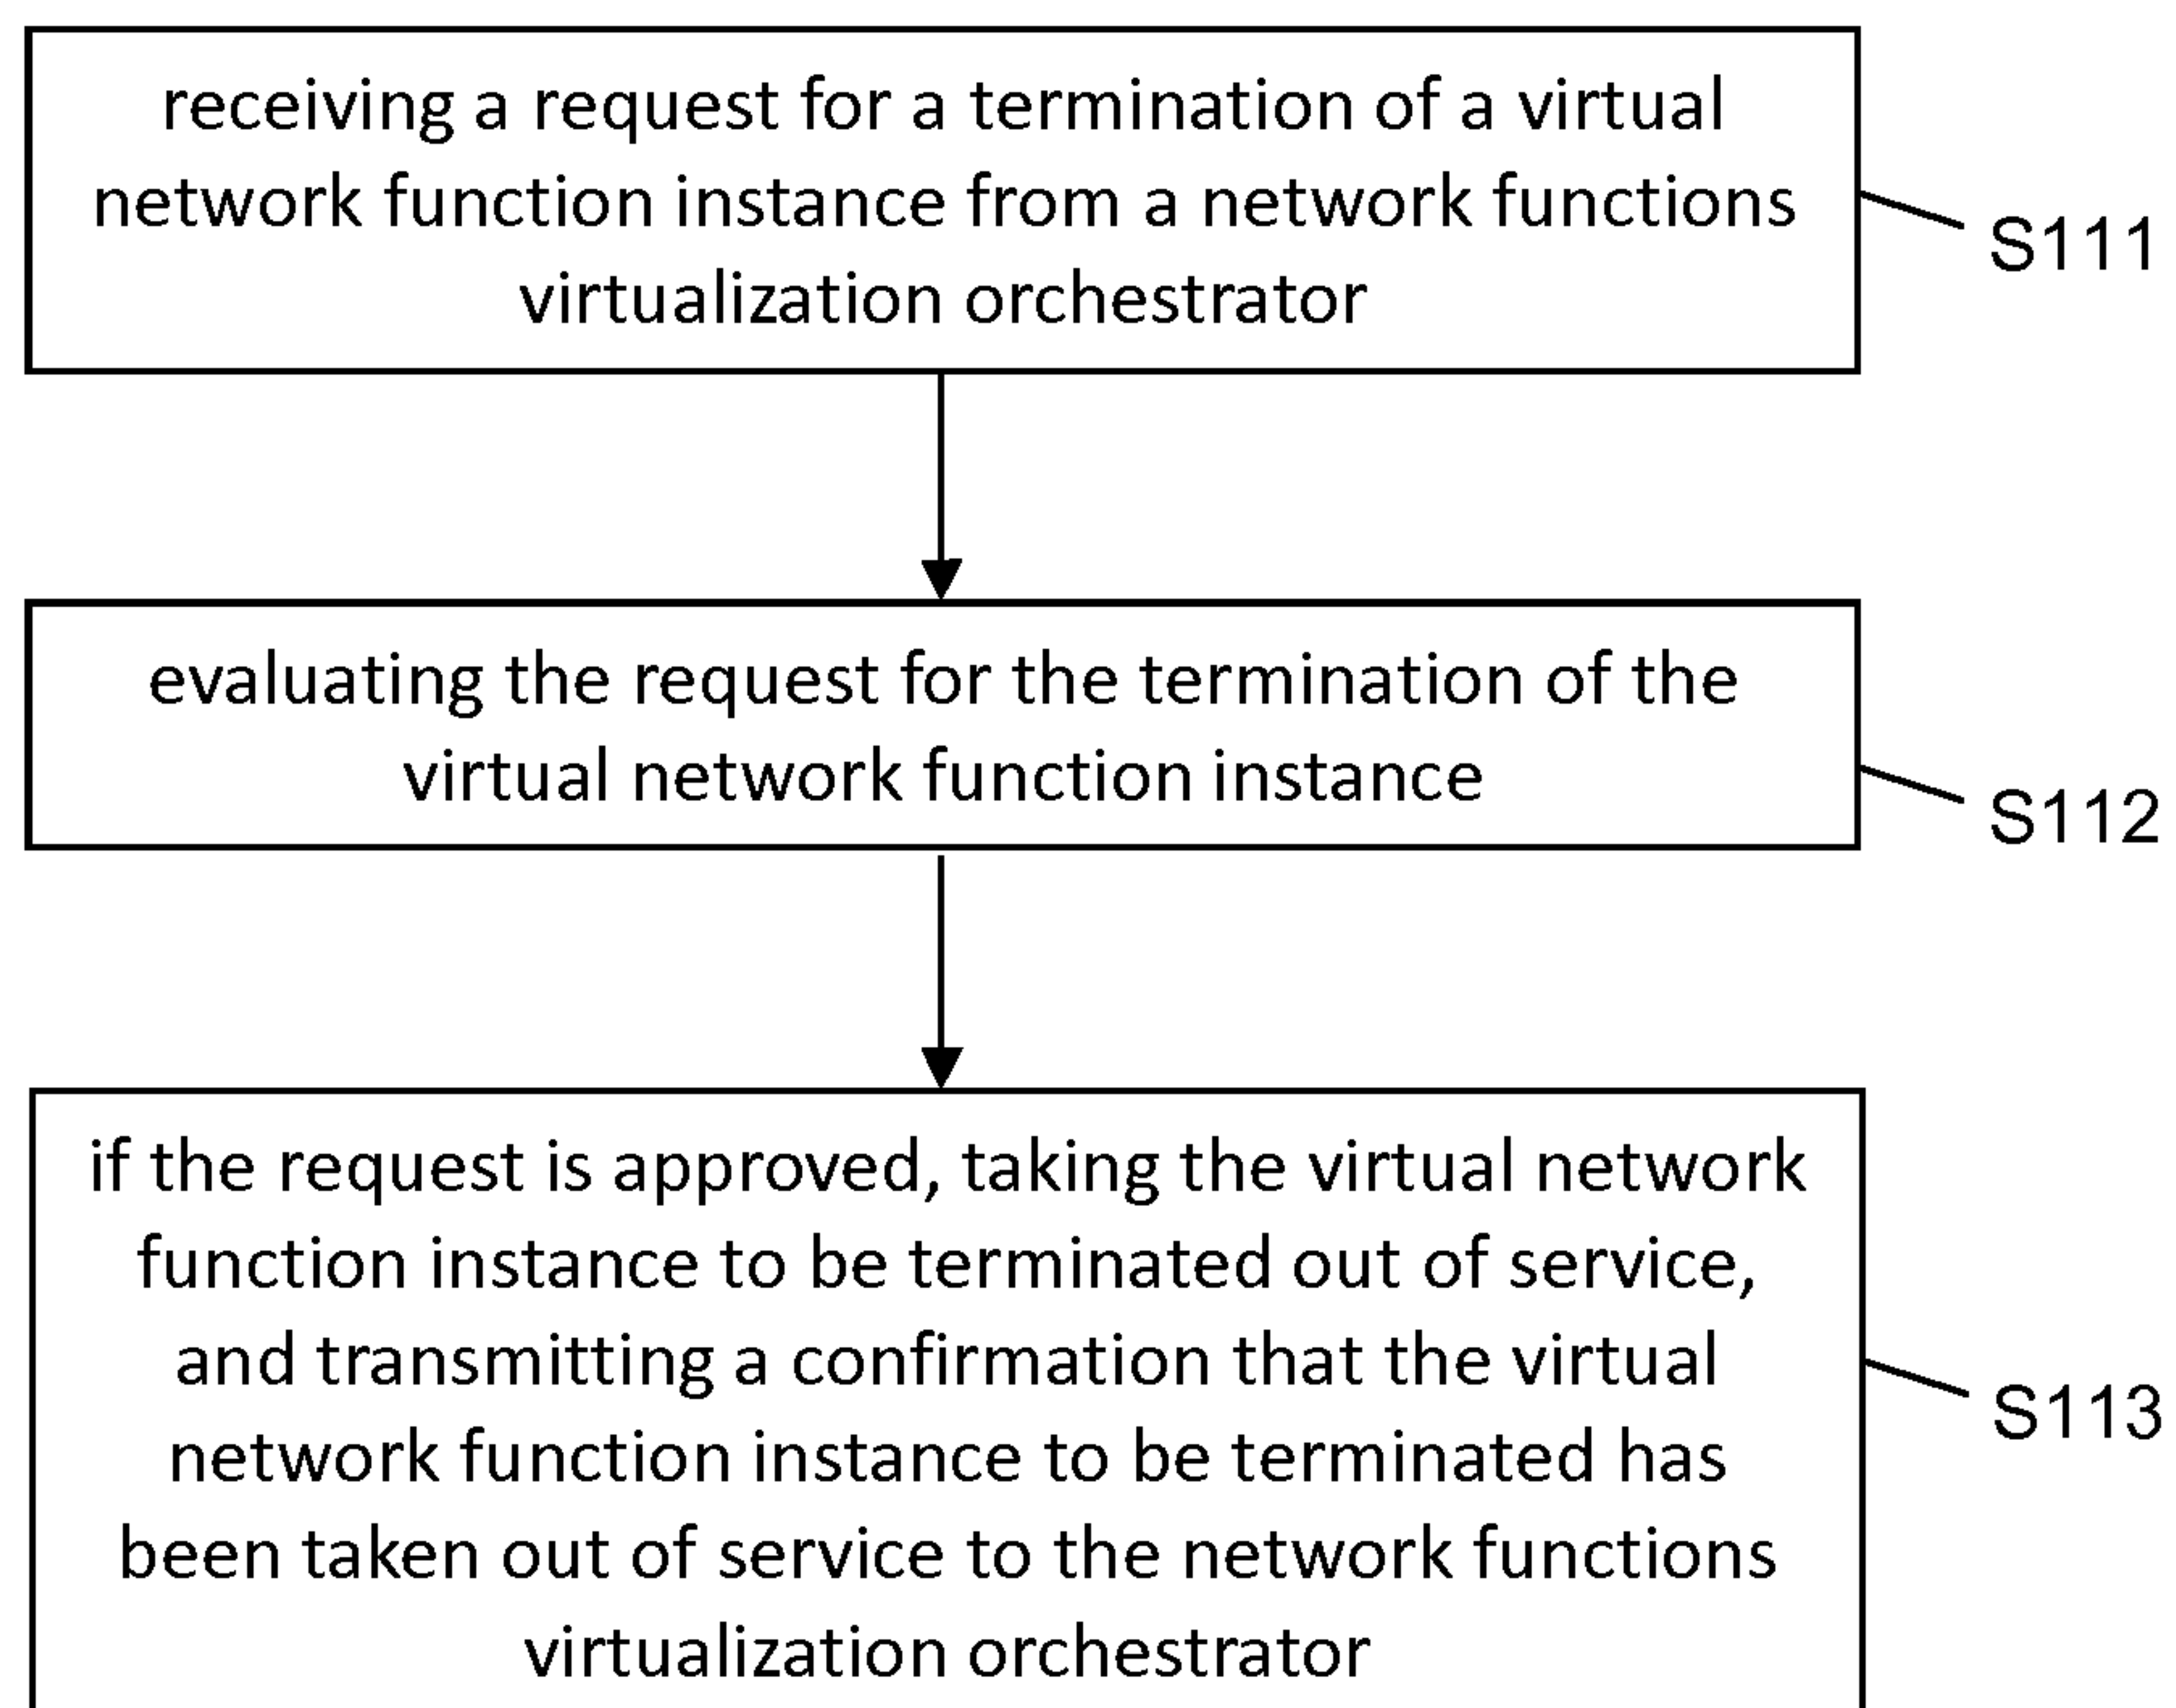 receiving a request for a termination of a virtual
network function instance from a network functions
virtualization orchestrator
S111
evaluating the request for the termination of the
virtual network function instance
S112
if the request is approved, taking the virtual network
function instance to be terminated out of service,
and transmitting a confirmation that the virtual
network function instance to be terminated has
been taken out of service to the network functions
virtualization orchestrator
S113